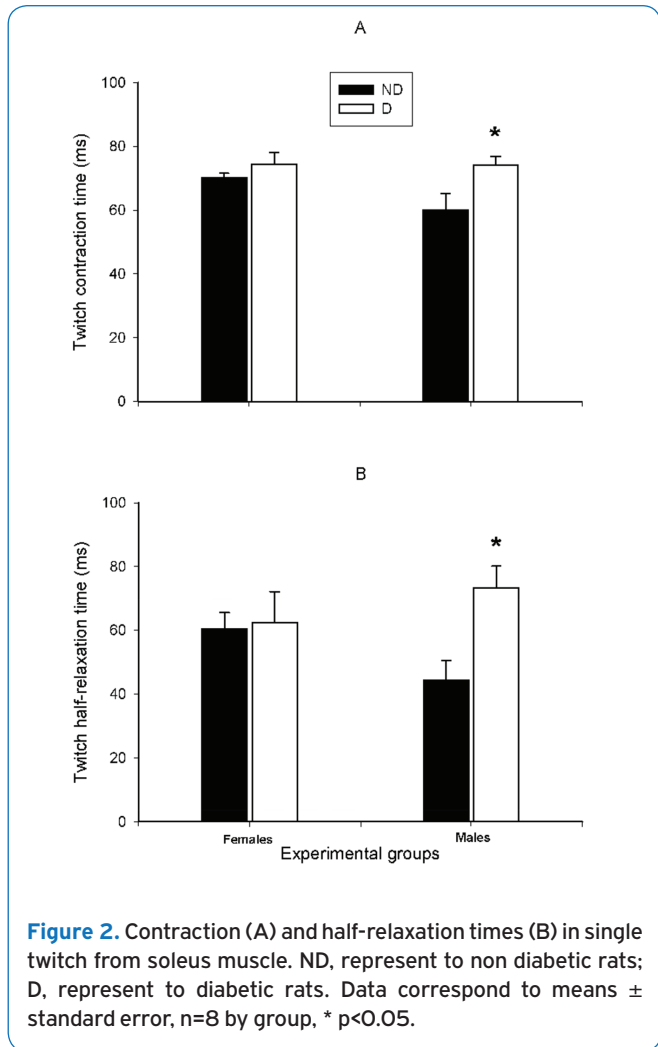 A
100
80
60
40
20
0
Twitch contraction time (ms)
ND
D
*
B
100
80
60
40
20
0
Twitch half-relaxation time (ms)
*
Females Males
Experimental groups
Figure 2. Contraction (A) and half-relaxation times (B) in single
twitch from soleus muscle. ND, represent to non diabetic rats;
D, represent to diabetic rats. Data correspond to means ±
standard error, n=8 by group, * p<0.05.